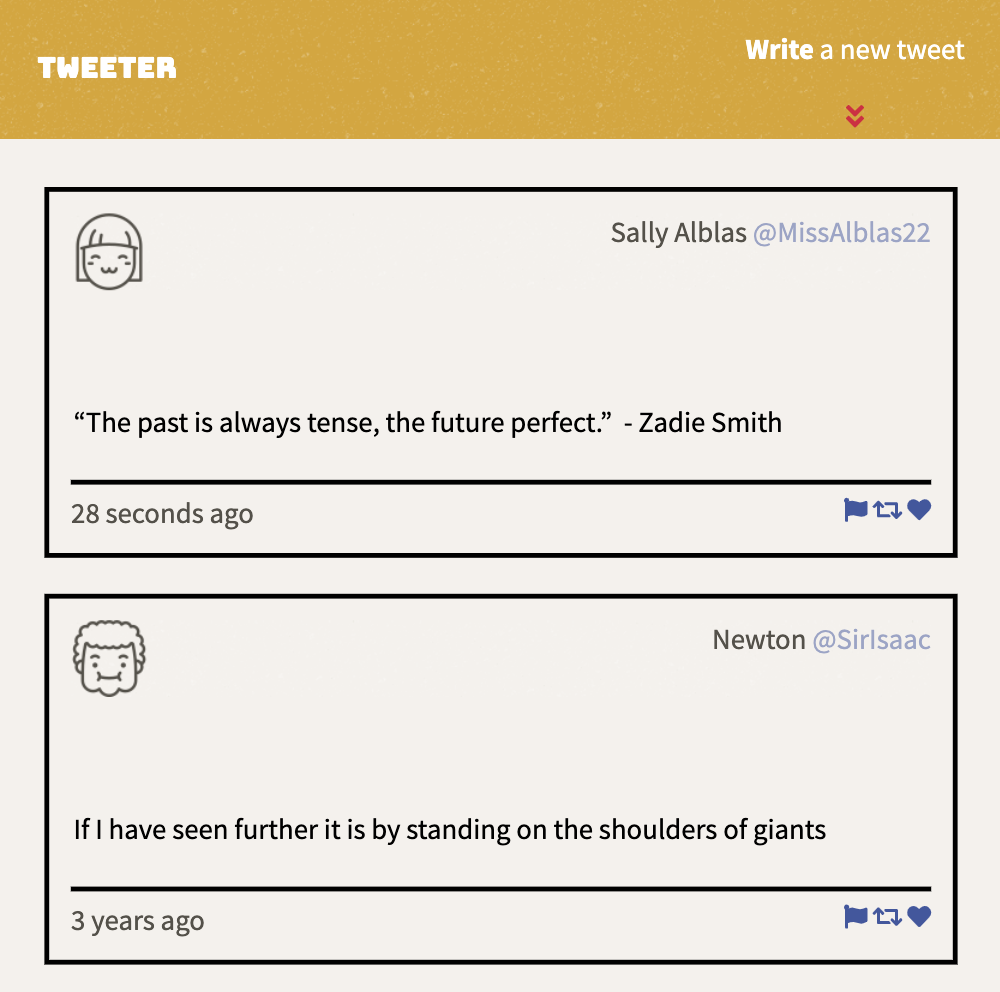 TWEETER
Write a new tweet
Sally Alblas @MissAlblas22
“The past is always tense, the future perfect.”  - Zadie Smith
28 seconds ago
Newton @SirIsaac
If I have seen further it is by standing on the shoulders of giants
3 years ago